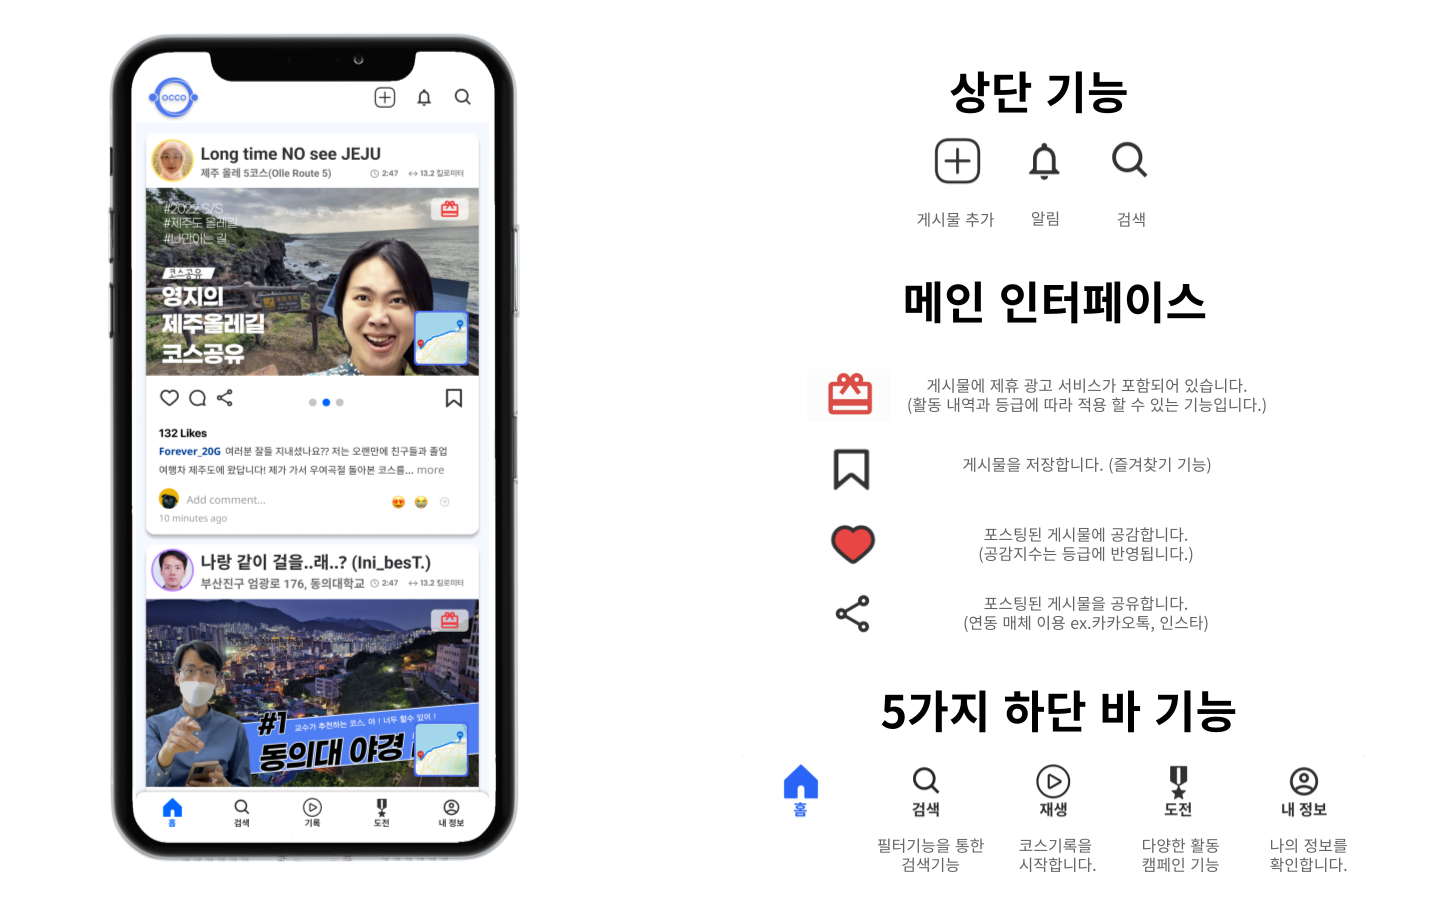 OCCO
Long time NO see JEJU
제주 올레 5코스(Olle Route 5)
2:47
13.2 킬로미터
#2022 S/S
#제주도 올레길
#나만아는 길
코스공유
영지의
제주올레길
코스공유
132 Likes
Forever_20G 여러분 잘들 지내셨나요?? 저는 오랜만에 친구들과 졸업
여행차 제주도에 왔답니다! 제가 가서 우여곡절 돌아본 코스를... more
Add comment...
10 minutes ago
나랑 같이 걸을..래..? (Ini_besT.)
부산진구 엄광로 176, 동의대학교
2:47
13.2 킬로미터
#1 교수가 추천하는 코스, 야 ! 너두 할수 있어 !
동의대 야경
홈
검색
기록
도전
내 정보
상단 기능
게시물 추가
알림
검색
메인 인터페이스
게시물에 제휴 광고 서비스가 포함되어 있습니다.
(활동 내역과 등급에 따라 적용 할 수 있는 기능입니다.)
게시물을 저장합니다. (즐겨찾기 기능)
포스팅된 게시물에 공감합니다.
(공감지수는 등급에 반영됩니다.)
포스팅된 게시물을 공유합니다.
(연동 매체 이용 ex.카카오톡, 인스타)
5가지 하단 바 기능
홈
검색
재생
도전
내 정보
필터기능을 통한
검색기능
코스기록을
시작합니다.
다양한 활동
캠페인 기능
나의 정보를
확인합니다.